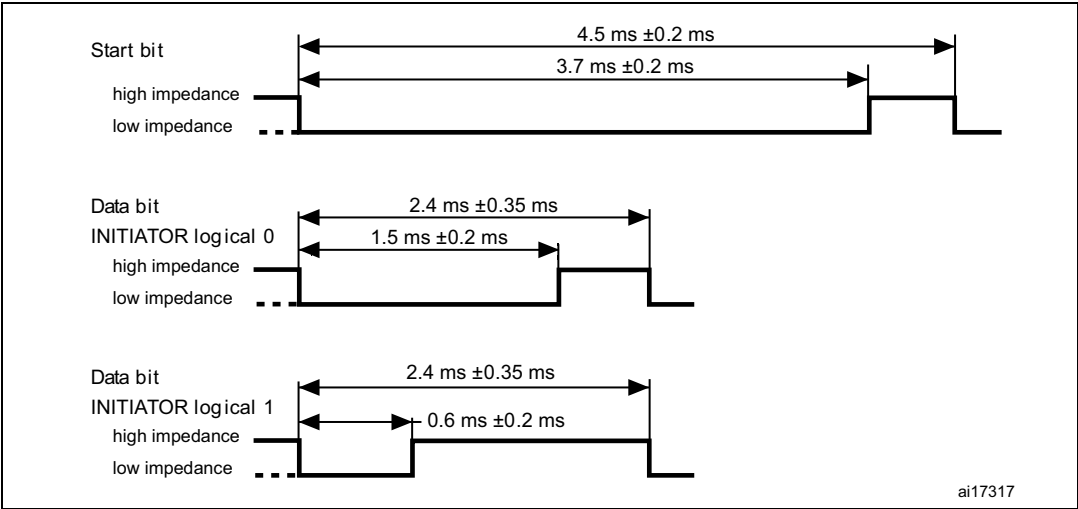 Start bit
4.5 ms ±0.2 ms
3.7 ms ±0.2 ms
high impedance
low impedance
Data bit
2.4 ms ±0.35 ms
INITIATOR logical 0
1.5 ms ±0.2 ms
high impedance
low impedance
Data bit
2.4 ms ±0.35 ms
INITIATOR logical 1
0.6 ms ±0.2 ms
high impedance
low impedance
ai17317